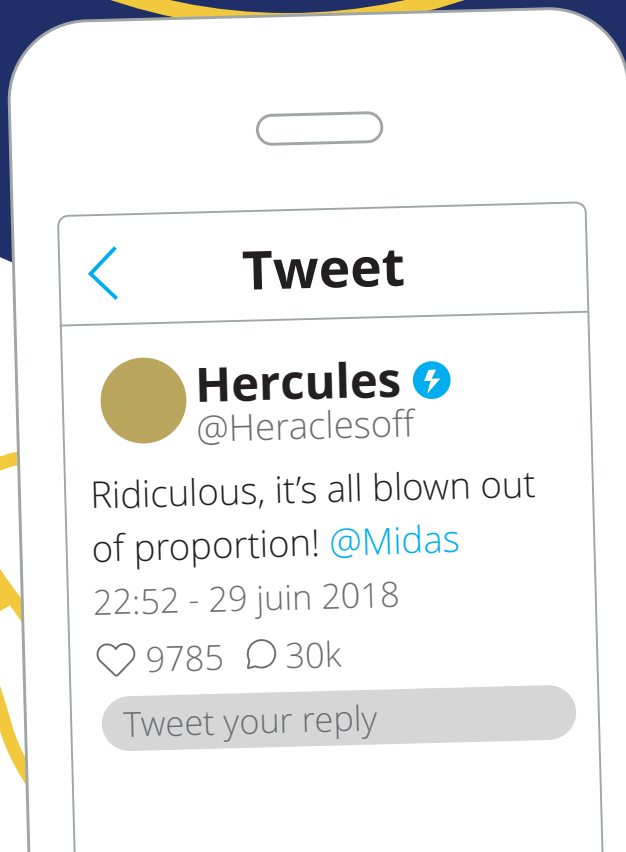 Tweet
Hercules
@Heraclesoff
Ridiculous, it’s all blown out
of proportion! @Midas
22:52 - 29 juin 2018
9785 30k
Tweet your reply